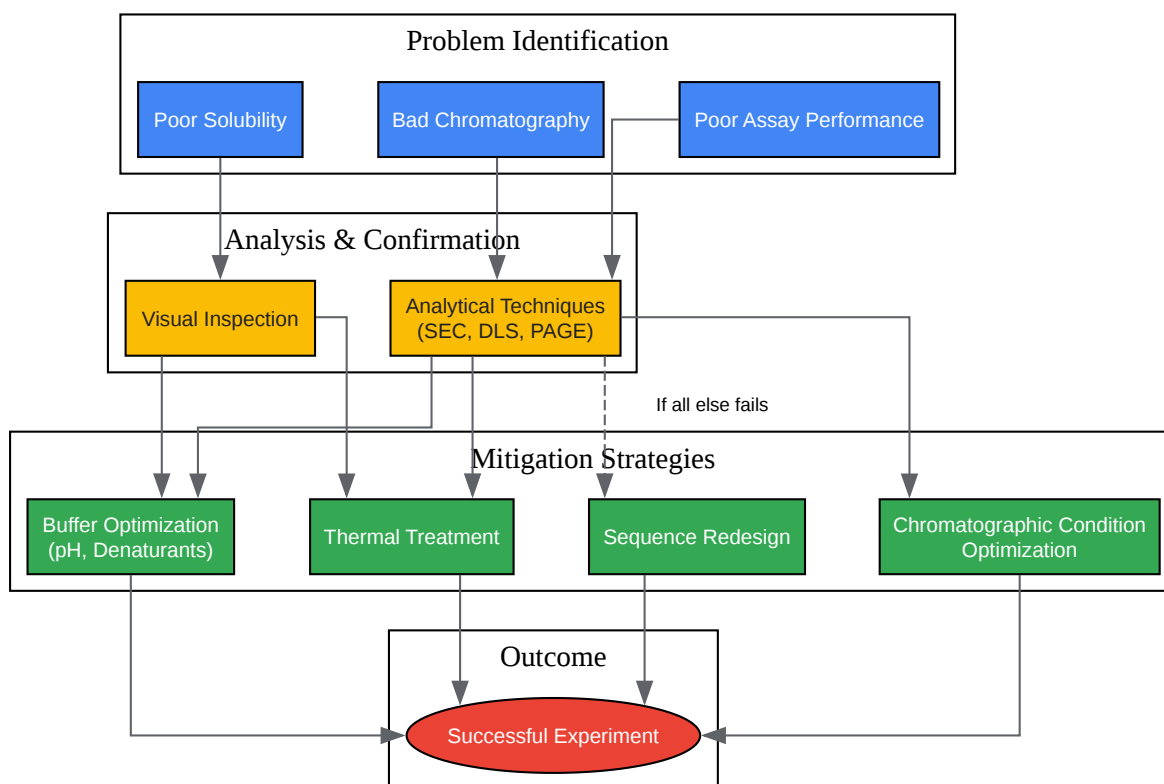 Problem Identification
Poor Solubility
Bad Chromatography
Poor Assay Performance
Analysis & Confirmation
Visual Inspection
Analytical Techniques
(SEC, DLS, PAGE)
If all else fails
Mitigation Strategies
Buffer Optimization
(pH, Denaturants)
Thermal Treatment
Sequence Redesign
Chromatographic Condition
Optimization
Outcome
Successful Experiment